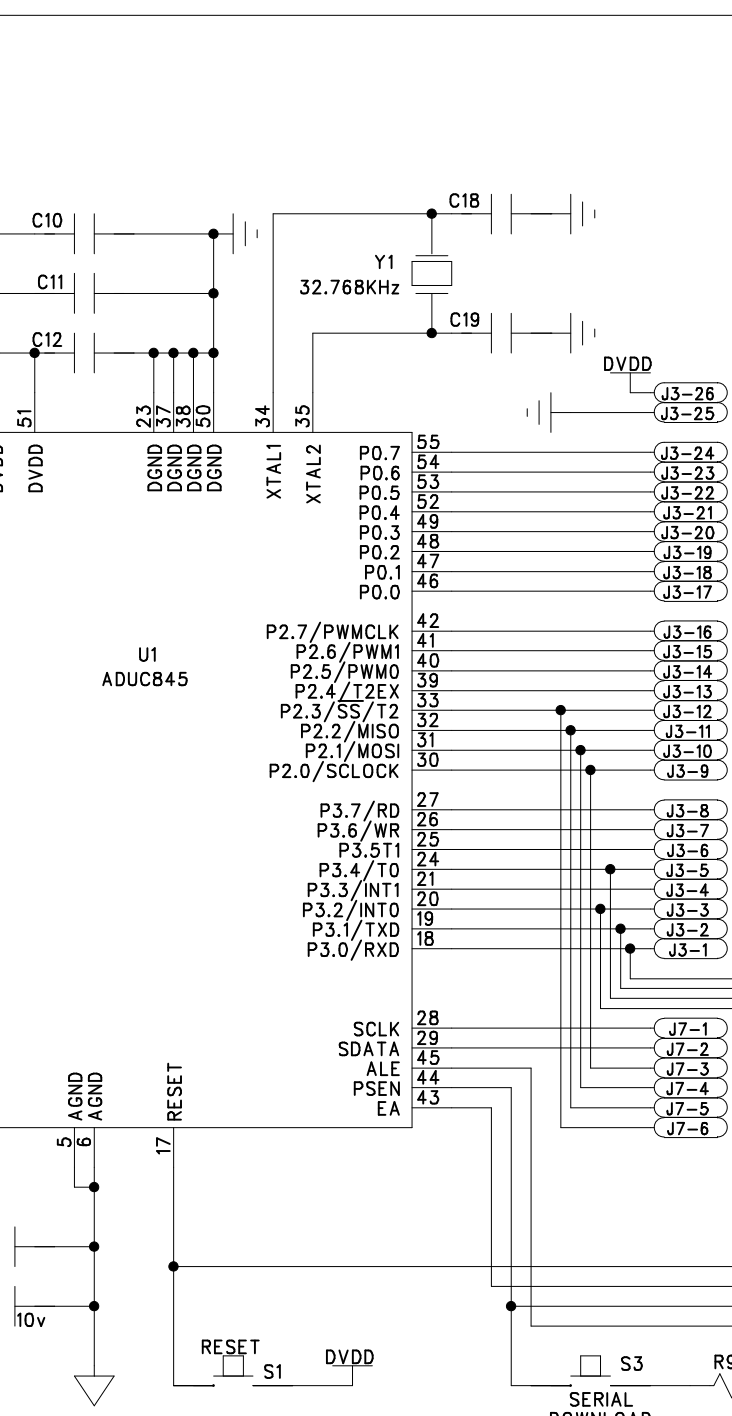 C10
C18
C11
Y1
32.768KHz
C12
C19
DVDD
J3-26
J3-25
51
23
37
38
50
34
35
DVDD
DVDD
DGND
DGND
DGND
DGND
XTAL1
XTAL2
P0.7 55 J3-24
P0.6 54 J3-23
P0.5 53 J3-22
P0.4 52 J3-21
P0.3 49 J3-20
P0.2 48 J3-19
P0.1 47 J3-18
P0.0 46 J3-17
U1
ADUC845
P2.7/PWMCLK 42 J3-16
P2.6/PWM1 41 J3-15
P2.5/PWM0 40 J3-14
P2.4/T2EX 39 J3-13
P2.3/SS/T2 33 J3-12
P2.2/MISO 32 J3-11
P2.1/MOSI 31 J3-10
P2.0/SCLOCK 30 J3-9
P3.7/RD 27 J3-8
P3.6/WR 26 J3-7
P3.5T1 25 J3-6
P3.4/T0 24 J3-5
P3.3/INT1 21 J3-4
P3.2/INT0 20 J3-3
P3.1/TXD 19 J3-2
P3.0/RXD 18 J3-1
SCLK 28 J7-1
SDATA 29 J7-2
ALE 45 J7-3
PSEN 44 J7-4
EA 43 J7-5
J7-6
AGND
AGND
RESET
5
6
17
10v
RESET
S1
DVDD
S3
R9
SERIAL
DOWNLOAD